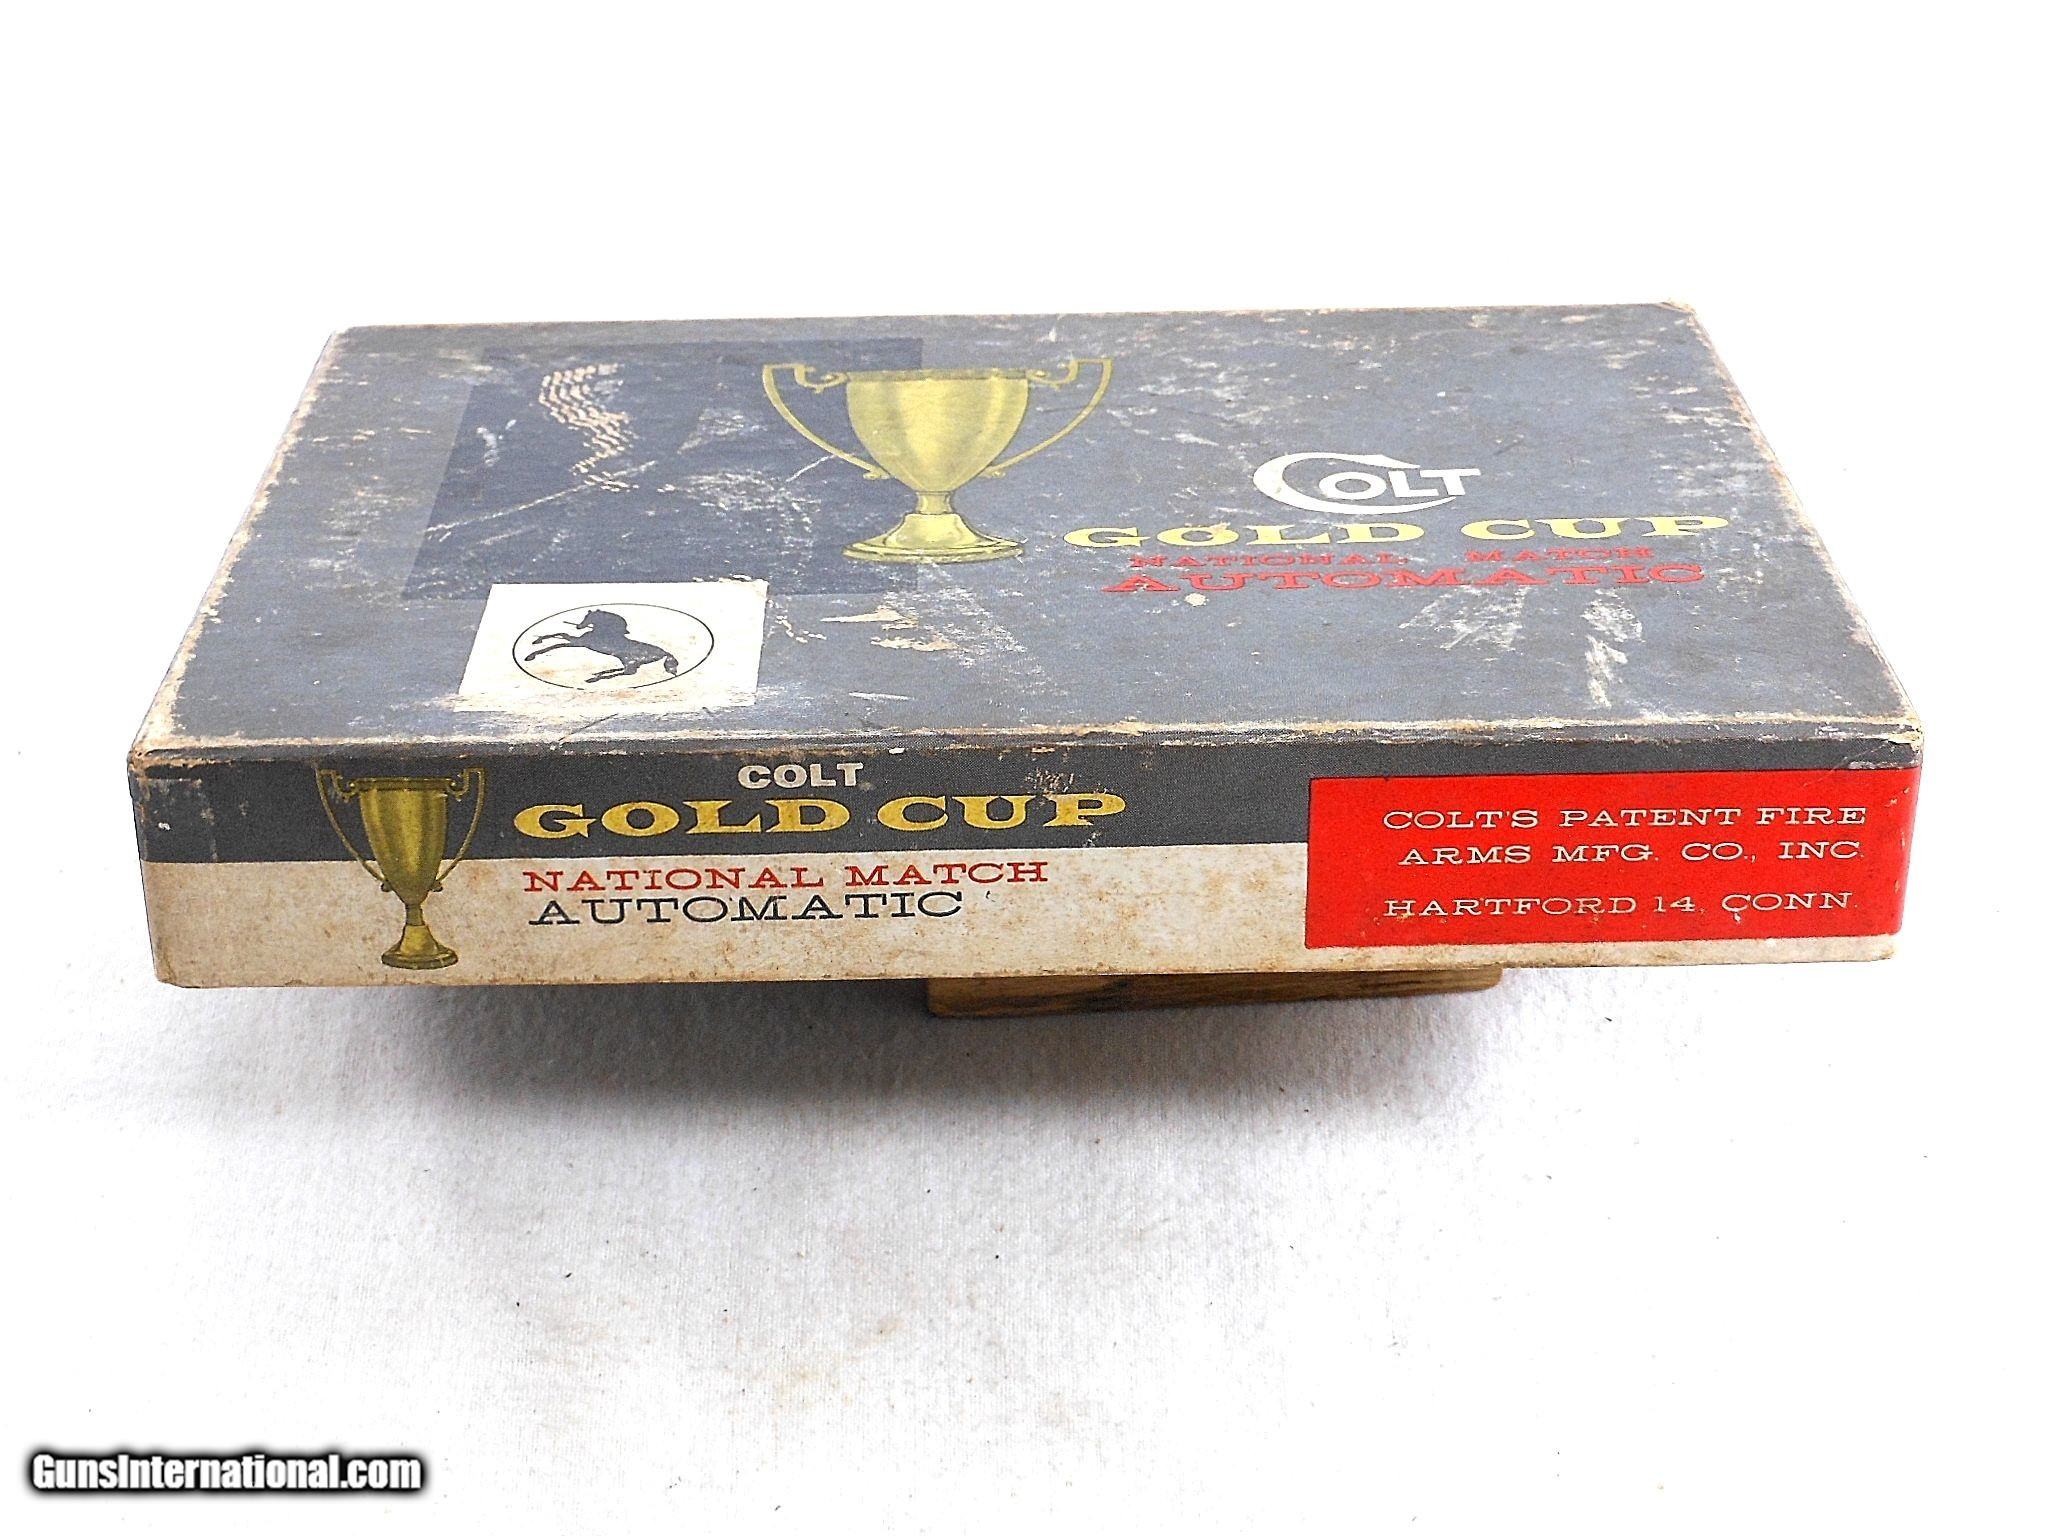 COLT
GOLD CUP
NATIONAL MATCH
AUTOMATIC
COLT
GOLD CUP
NATIONAL MATCH
AUTOMATIC
COLT'S PATENT FIRE
ARMS MFG. CO., INC.
HARTFORD 14, CONN.
GunsInternational.com